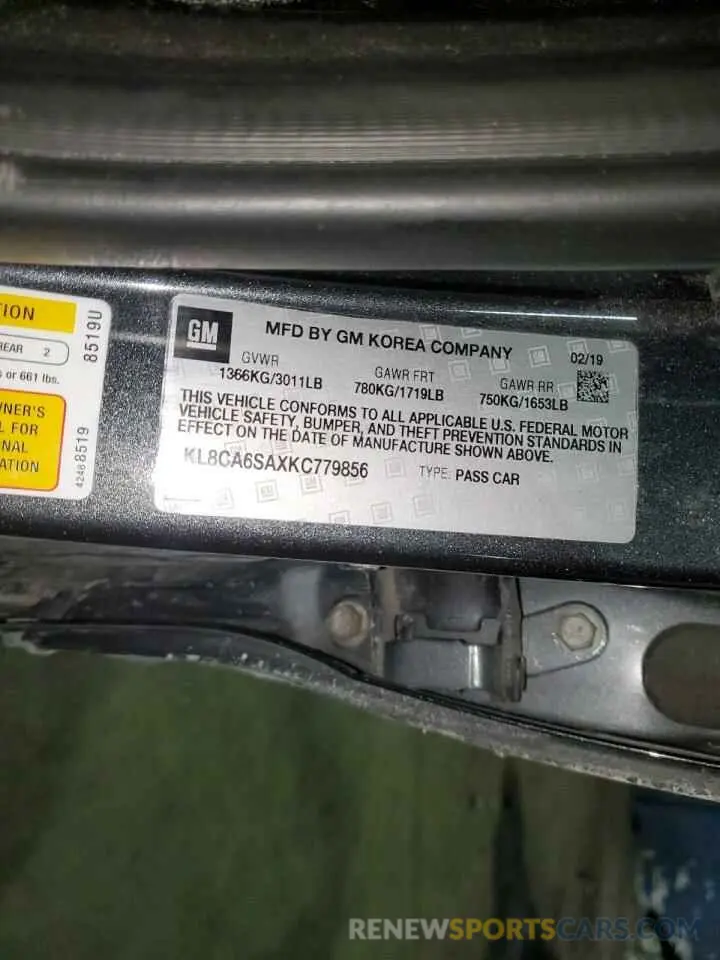 TION
REAR 2
s or 661 lbs.
8519U
WNER'S
L FOR
NAL
ATION
42468519
GM
MFD BY GM KOREA COMPANY
02/19
GVWR
GAWR FRT
GAWR RR
1366KG/3011LB
780KG/1719LB
750KG/1653LB
THIS VEHICLE CONFORMS TO ALL APPLICABLE U.S. FEDERAL MOTOR
VEHICLE SAFETY, BUMPER, AND THEFT PREVENTION STANDARDS IN
EFFECT ON THE DATE OF MANUFACTURE SHOWN ABOVE.
KL8CA6SAXKC779856
TYPE: PASS CAR
RENEWSPORTSCARS.COM